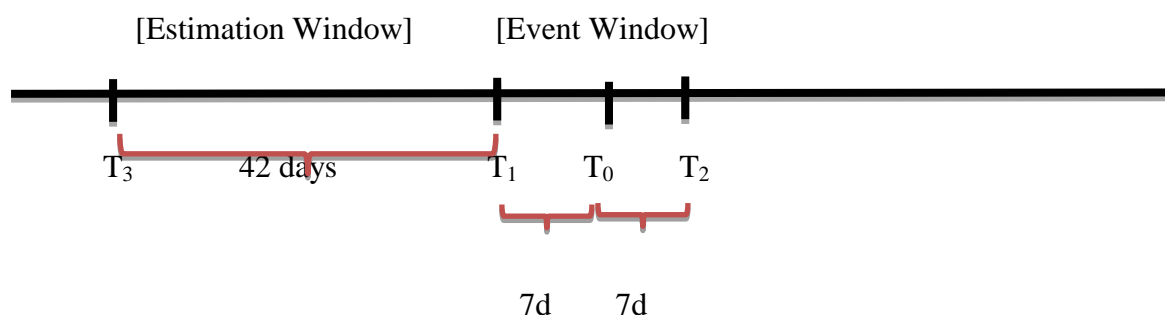 [Estimation Window] [Event Window]
T₃ 42 days T₁ T₀ T₂
7d 7d